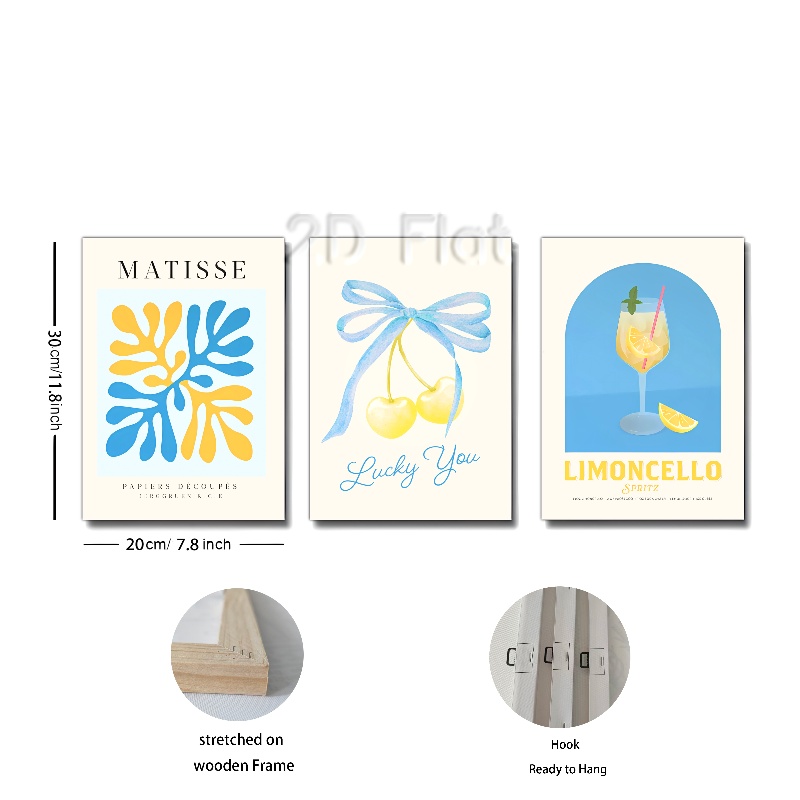 2D Flat
MATISSE
PAPIERS DECOUPÉS
Lucky You
LIMONCELLO
SPRITZ
30cm/11.8inch
20cm/ 7.8 inch
stretched on
wooden Frame
Hook
Ready to Hang